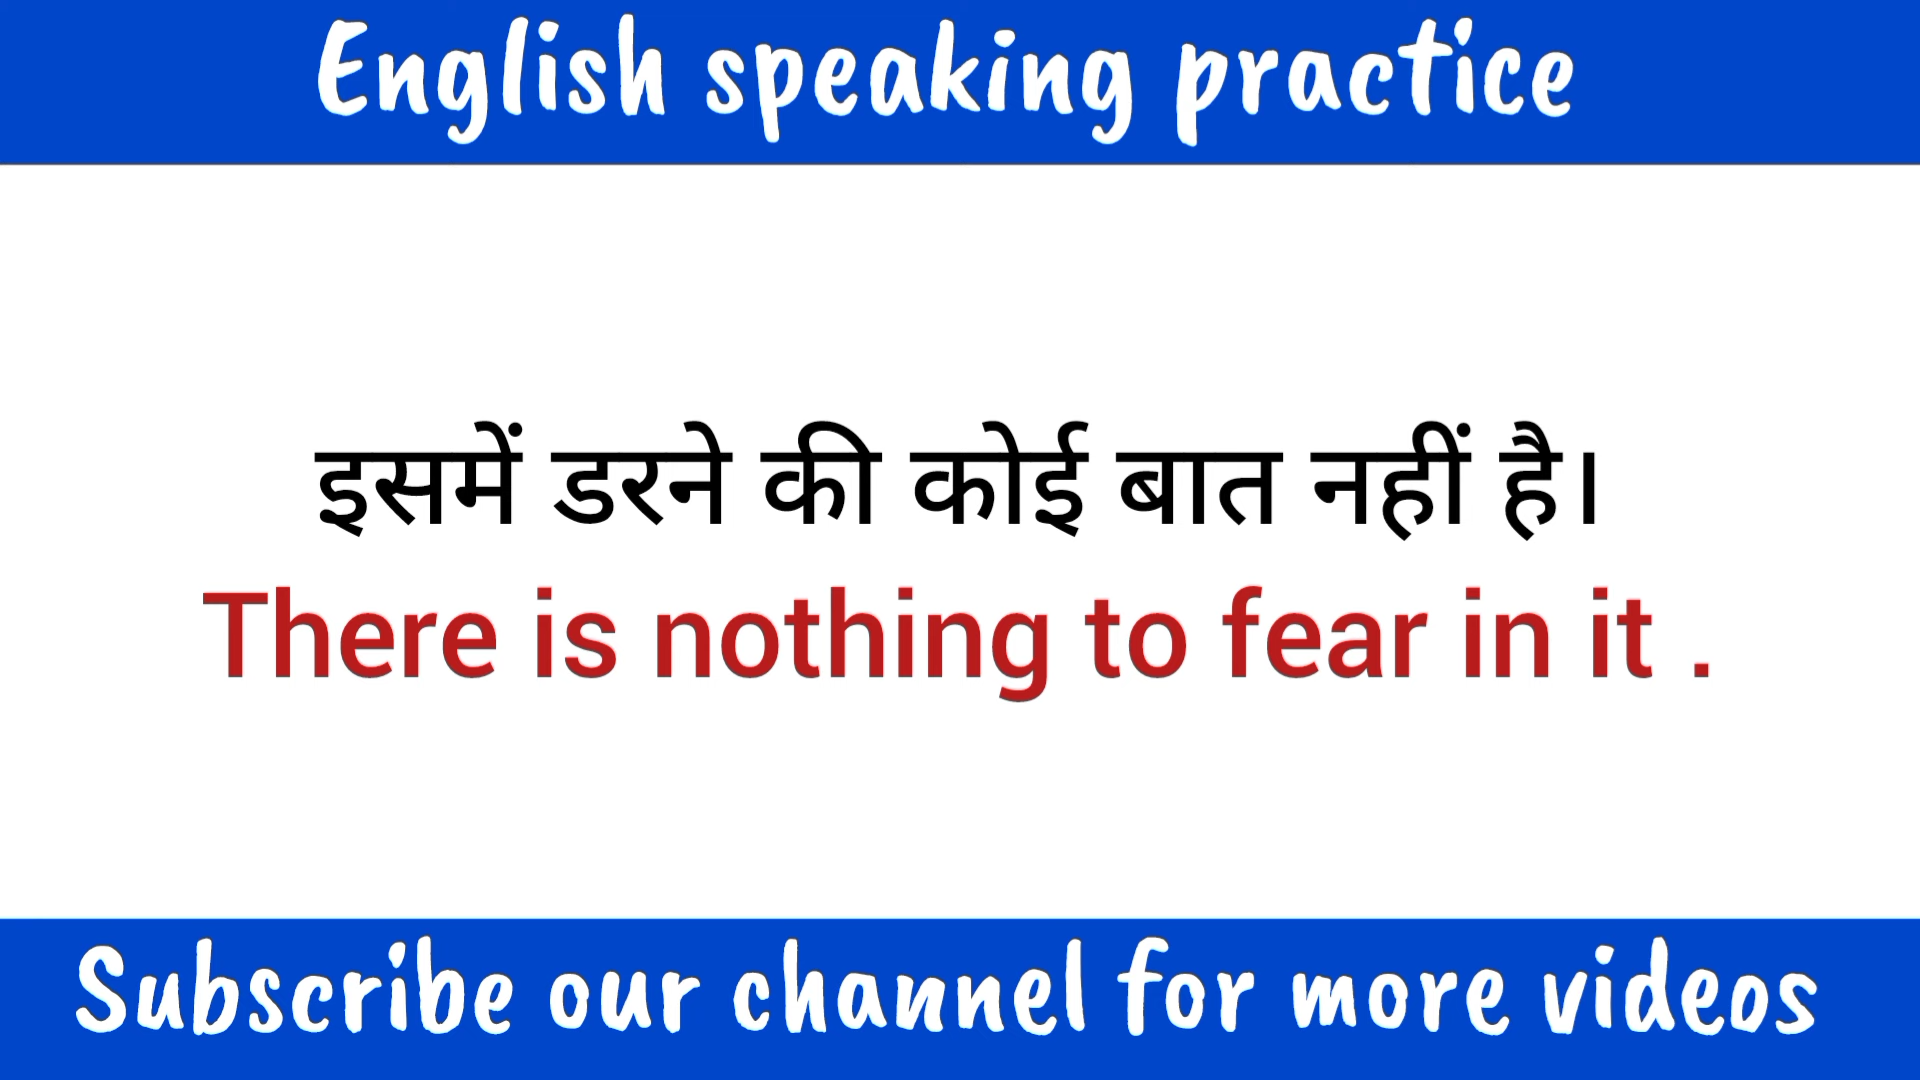 English speaking practice
इसमें डरने की कोई बात नहीं है।
There is nothing to fear in it .
Subscribe our channel for more videos